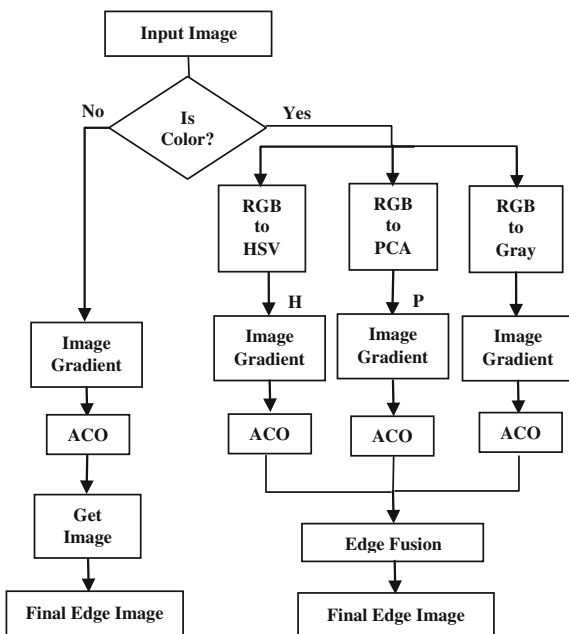 Input Image
No
Yes
Is
Color?
RGB
to
HSV
RGB
to
PCA
RGB
to
Gray
H
P
Image
Gradient
Image
Gradient
Image
Gradient
Image
Gradient
ACO
ACO
ACO
ACO
Get
Image
Edge Fusion
Final Edge Image
Final Edge Image